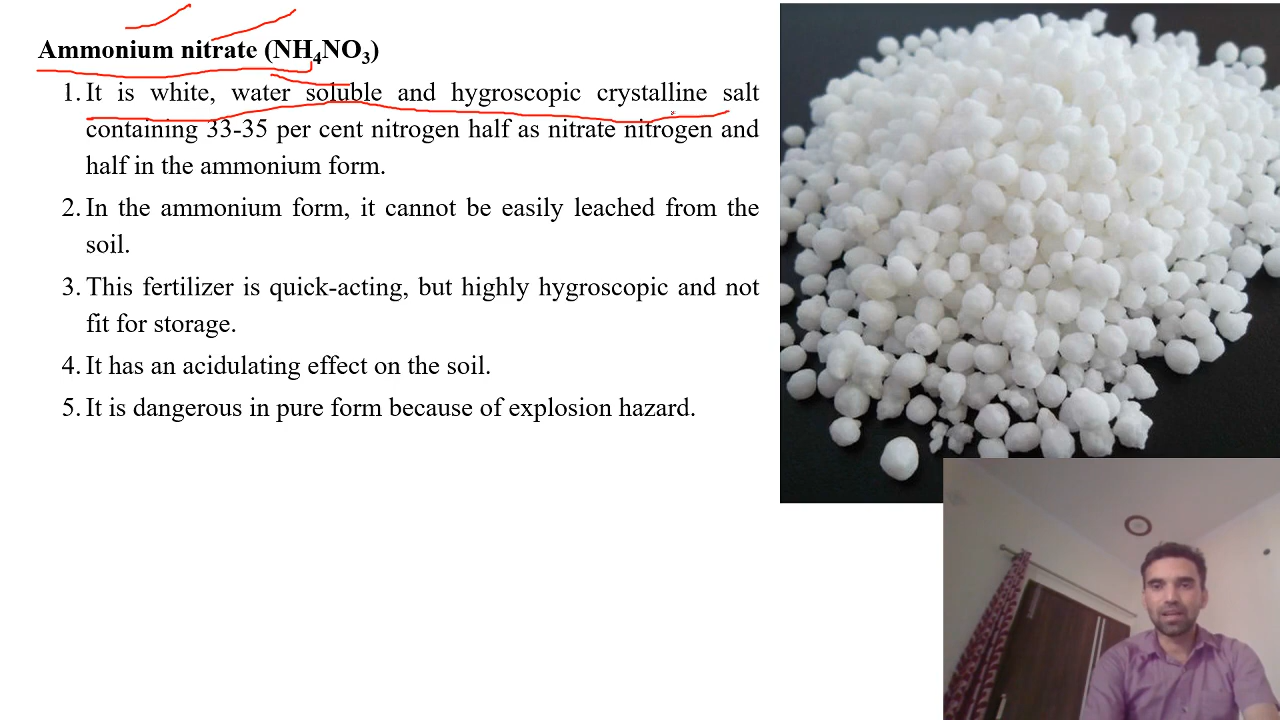 Ammonium nitrate (NH₄NO₃)
1. It is white, water soluble and hygroscopic crystalline salt
containing 33-35 per cent nitrogen half as nitrate nitrogen and
half in the ammonium form.
2. In the ammonium form, it cannot be easily leached from the
soil.
3. This fertilizer is quick-acting, but highly hygroscopic and not
fit for storage.
4. It has an acidulating effect on the soil.
5. It is dangerous in pure form because of explosion hazard.